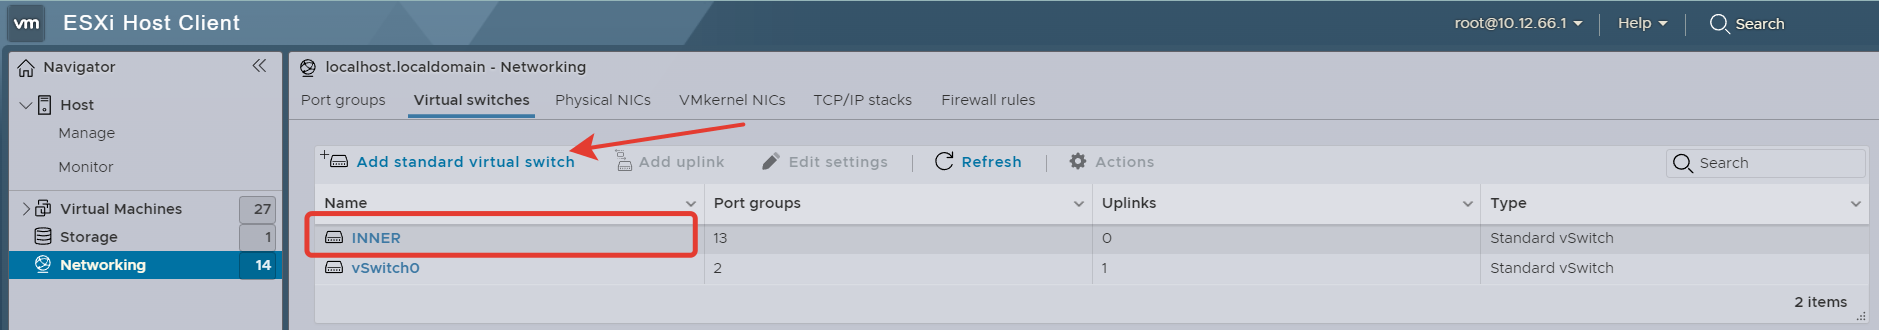 vm ESXi Host Client root@10.12.66.1 Help Search
Navigator
Host
Manage
Monitor
Virtual Machines 27
Storage 1
Networking 14
localhost.localdomain - Networking
Port groups Virtual switches Physical NICs VMkernel NICs TCP/IP stacks Firewall rules
Add standard virtual switch Add uplink Edit settings Refresh Actions Search
Name Port groups Uplinks Type
INNER 13 0 Standard vSwitch
vSwitch0 2 1 Standard vSwitch
2 items